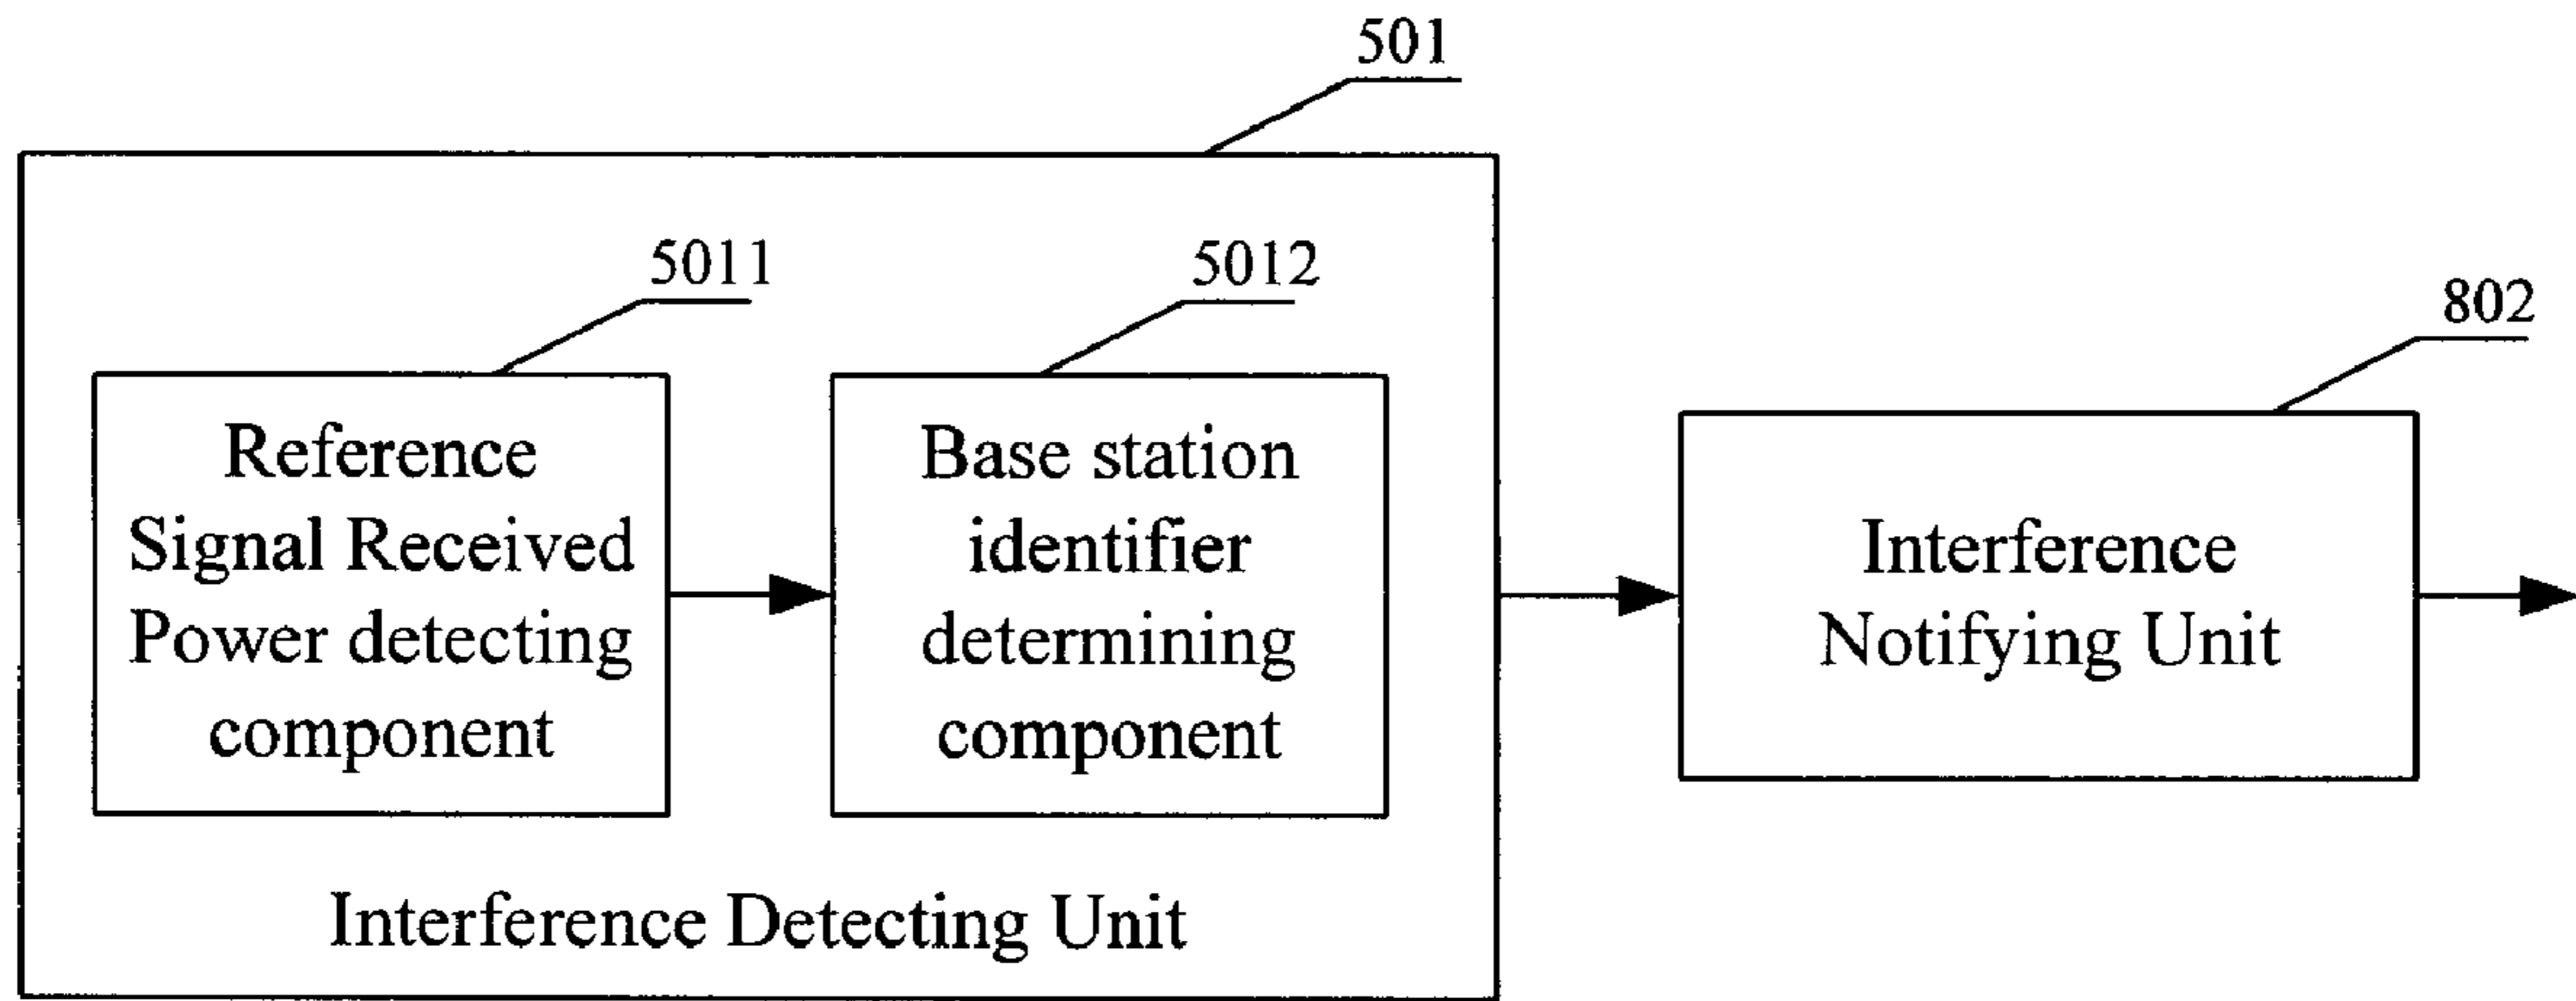 501
5011
5012
802
Reference
Signal Received
Power detecting
component
Base station
identifier
determining
component
Interference
Notifying Unit
Interference Detecting Unit